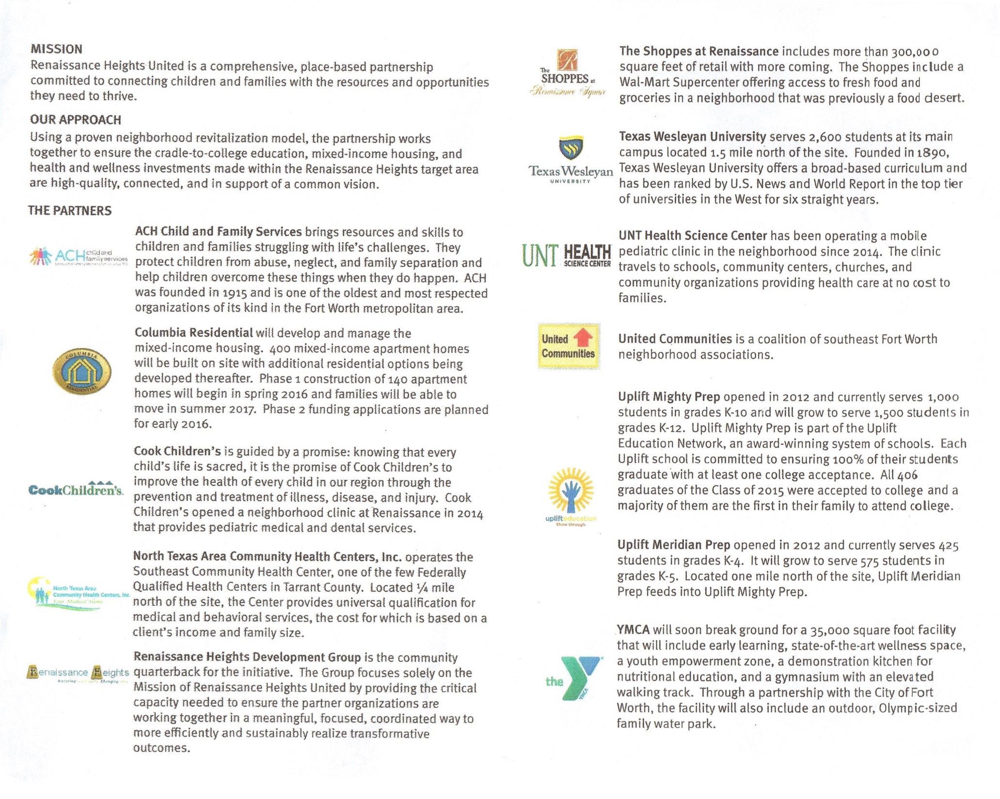 MISSION
Renaissance Heights United is a comprehensive, place-based partnership
committed to connecting children and families with the resources and opportunities
they need to thrive.
OUR APPROACH
Using a proven neighborhood revitalization model, the partnership works
together to ensure the cradle-to-college education, mixed-income housing, and
health and wellness investments made within the Renaissance Heights target area
are high-quality, connected, and in support of a common vision.
THE PARTNERS
ACH child and
family services
ACH Child and Family Services brings resources and skills to
children and families struggling with life's challenges. They
protect children from abuse, neglect, and family separation and
help children overcome these things when they do happen. ACH
was founded in 1915 and is one of the oldest and most respected
organizations of its kind in the Fort Worth metropolitan area.
COLUMBIA
RESIDENTIAL
Columbia Residential will develop and manage the
mixed-income housing. 400 mixed-income apartment homes
will be built on site with additional residential options being
developed thereafter. Phase 1 construction of 140 apartment
homes will begin in spring 2016 and families will be able to
move in summer 2017. Phase 2 funding applications are planned
for early 2016.
CookChildren's.
Cook Children's is guided by a promise: knowing that every
child's life is sacred, it is the promise of Cook Children's to
improve the health of every child in our region through the
prevention and treatment of illness, disease, and injury. Cook
Children's opened a neighborhood clinic at Renaissance in 2014
that provides pediatric medical and dental services.
North Texas Area
Community Health Centers, Inc.
Your Medical Home
North Texas Area Community Health Centers, Inc. operates the
Southeast Community Health Center, one of the few Federally
Qualified Health Centers in Tarrant County. Located ¼ mile
north of the site, the Center provides universal qualification for
medical and behavioral services, the cost for which is based on a
client's income and family size.
Renaissance Heights
Restoring Changing
Renaissance Heights Development Group is the community
quarterback for the initiative. The Group focuses solely on the
Mission of Renaissance Heights United by providing the critical
capacity needed to ensure the partner organizations are
working together in a meaningful, focused, coordinated way to
more efficiently and sustainably realize transformative
outcomes.
R
The
SHOPPES at
Renaissance Square
The Shoppes at Renaissance includes more than 300,000
square feet of retail with more coming. The Shoppes include a
Wal-Mart Supercenter offering access to fresh food and
groceries in a neighborhood that was previously a food desert.
Texas Wesleyan
UNIVERSITY
Texas Wesleyan University serves 2,600 students at its main
campus located 1.5 mile north of the site. Founded in 1890,
Texas Wesleyan University offers a broad-based curriculum and
has been ranked by U.S. News and World Report in the top tier
of universities in the West for six straight years.
UNT HEALTH
SCIENCE CENTER
UNT Health Science Center has been operating a mobile
pediatric clinic in the neighborhood since 2014. The clinic
travels to schools, community centers, churches, and
community organizations providing health care at no cost to
families.
United
Communities
United Communities is a coalition of southeast Fort Worth
neighborhood associations.
Uplift Mighty Prep opened in 2012 and currently serves 1,000
students in grades K-10 and will grow to serve 1,500 students in
grades K-12. Uplift Mighty Prep is part of the Uplift
Education Network, an award-winning system of schools. Each
Uplift school is committed to ensuring 100% of their students
graduate with at least one college acceptance. All 406
graduates of the Class of 2015 were accepted to college and a
majority of them are the first in their family to attend college.
uplifteducation
Shine through.
Uplift Meridian Prep opened in 2012 and currently serves 425
students in grades K-4. It will grow to serve 575 students in
grades K-5. Located one mile north of the site, Uplift Meridian
Prep feeds into Uplift Mighty Prep.
the
YMCA
YMCA will soon break ground for a 35,000 square foot facility
that will include early learning, state-of-the-art wellness space,
a youth empowerment zone, a demonstration kitchen for
nutritional education, and a gymnasium with an elevated
walking track. Through a partnership with the City of Fort
Worth, the facility will also include an outdoor, Olympic-sized
family water park.